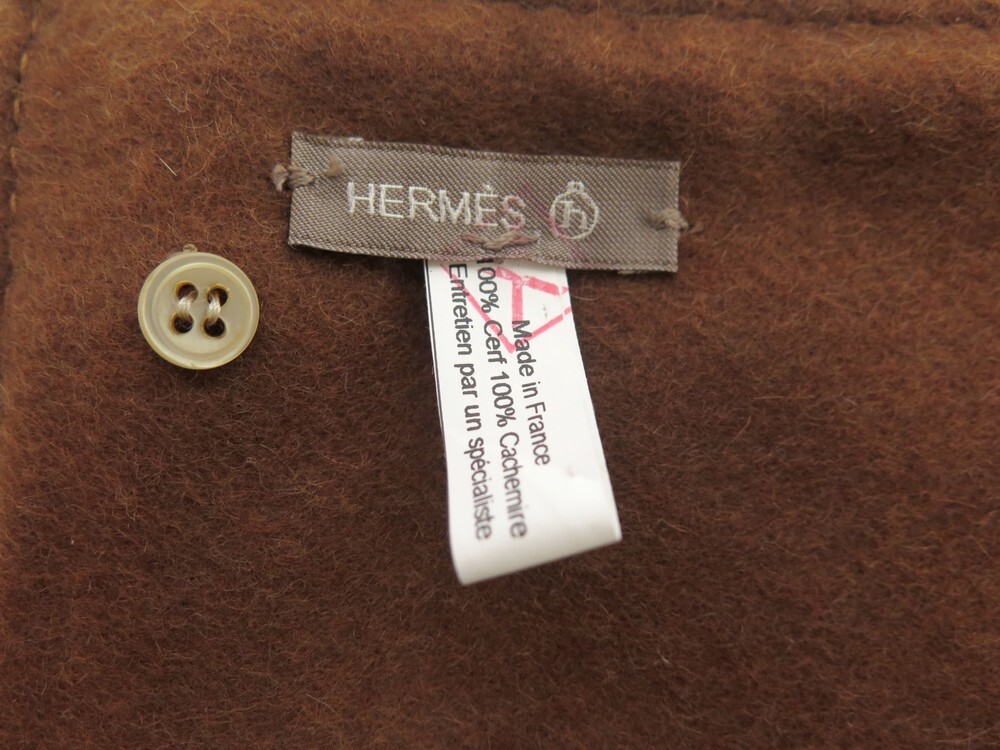 HERMÈS
Made in France
100% Cerf 100% Cachemire
Entretien par un spécialiste